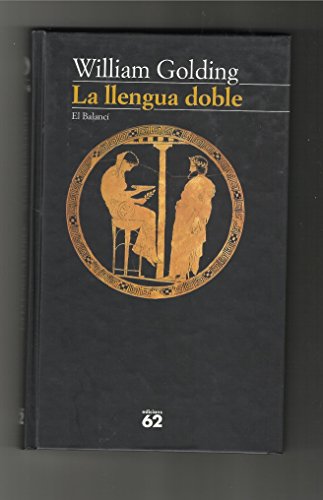 William Golding
La llengua doble
El Balancí
edicions
62